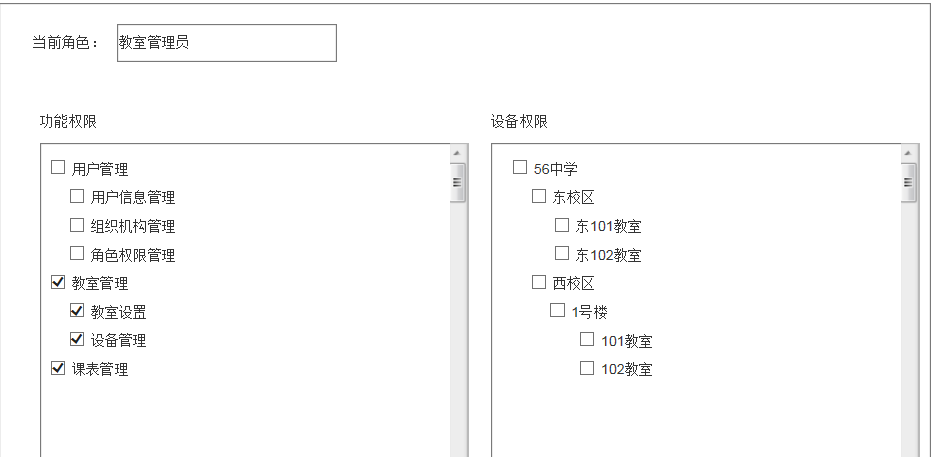 当前角色： 教室管理员
功能权限
用户管理
用户信息管理
组织机构管理
角色权限管理
教室管理
教室设置
设备管理
课表管理
设备权限
56中学
东校区
东101教室
东102教室
西校区
1号楼
101教室
102教室